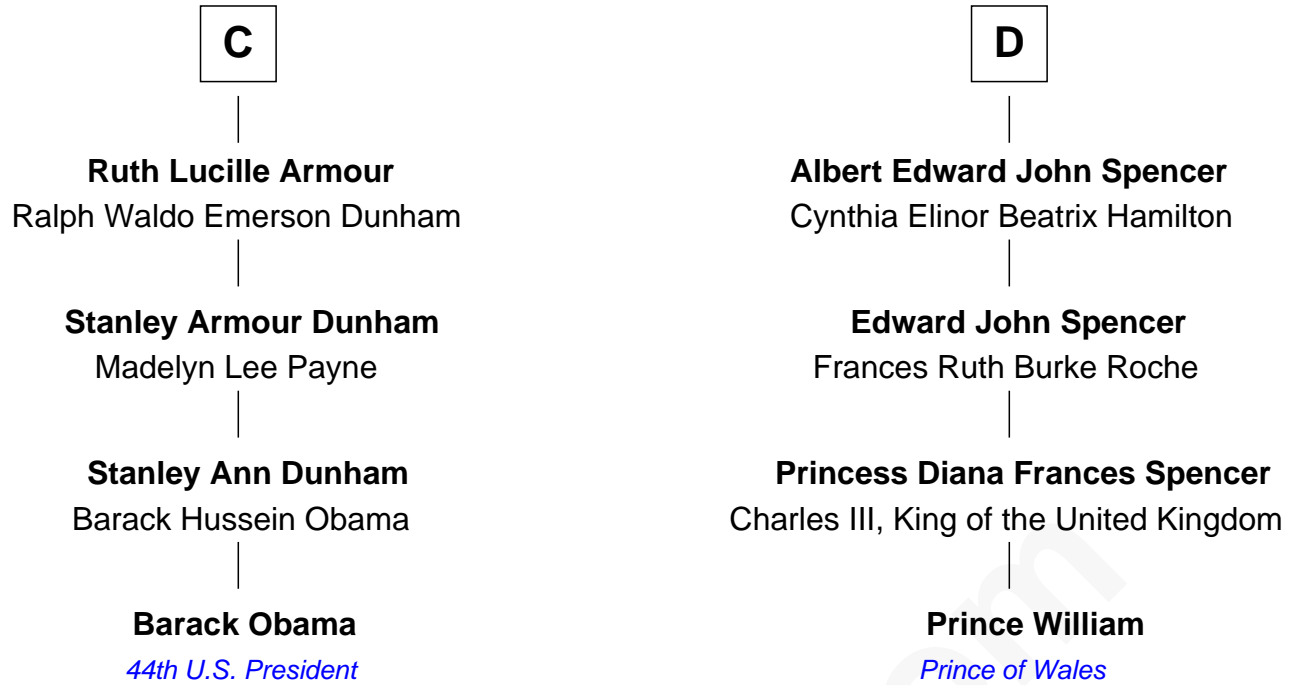 C
Ruth Lucille Armour
Ralph Waldo Emerson Dunham
Stanley Armour Dunham
Madelyn Lee Payne
Stanley Ann Dunham
Barack Hussein Obama
Barack Obama
44th U.S. President
D
Albert Edward John Spencer
Cynthia Elinor Beatrix Hamilton
Edward John Spencer
Frances Ruth Burke Roche
Princess Diana Frances Spencer
Charles III, King of the United Kingdom
Prince William
Prince of Wales